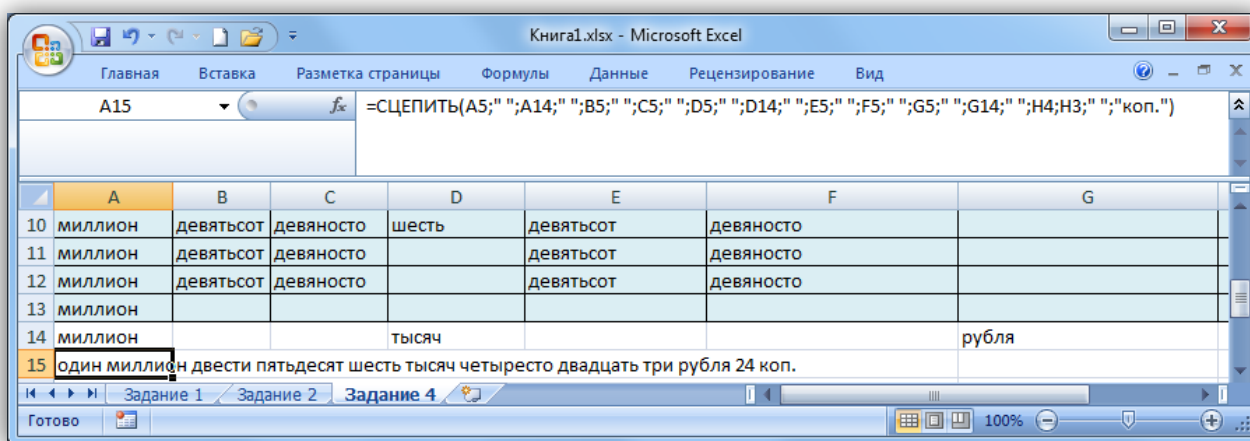 Книга1.xlsx - Microsoft Excel
Главная Вставка Разметка страницы Формулы Данные Рецензирование Вид
A15 fx =СЦЕПИТЬ(A5;" ";A14;" ";B5;" ";C5;" ";D5;" ";D14;" ";E5;" ";F5;" ";G5;" ";G14;" ";H4;H3;" ";"коп.")
A B C D E F G
10 миллион девятьсот девяносто шесть девятьсот девяносто
11 миллион девятьсот девяносто девятьсот девяносто
12 миллион девятьсот девяносто девятьсот девяносто
13 миллион
14 миллион тысяч рубля
15 один миллион двести пятьдесят шесть тысяч четыресто двадцать три рубля 24 коп.
Задание 1 Задание 2 Задание 4
Готово 100%